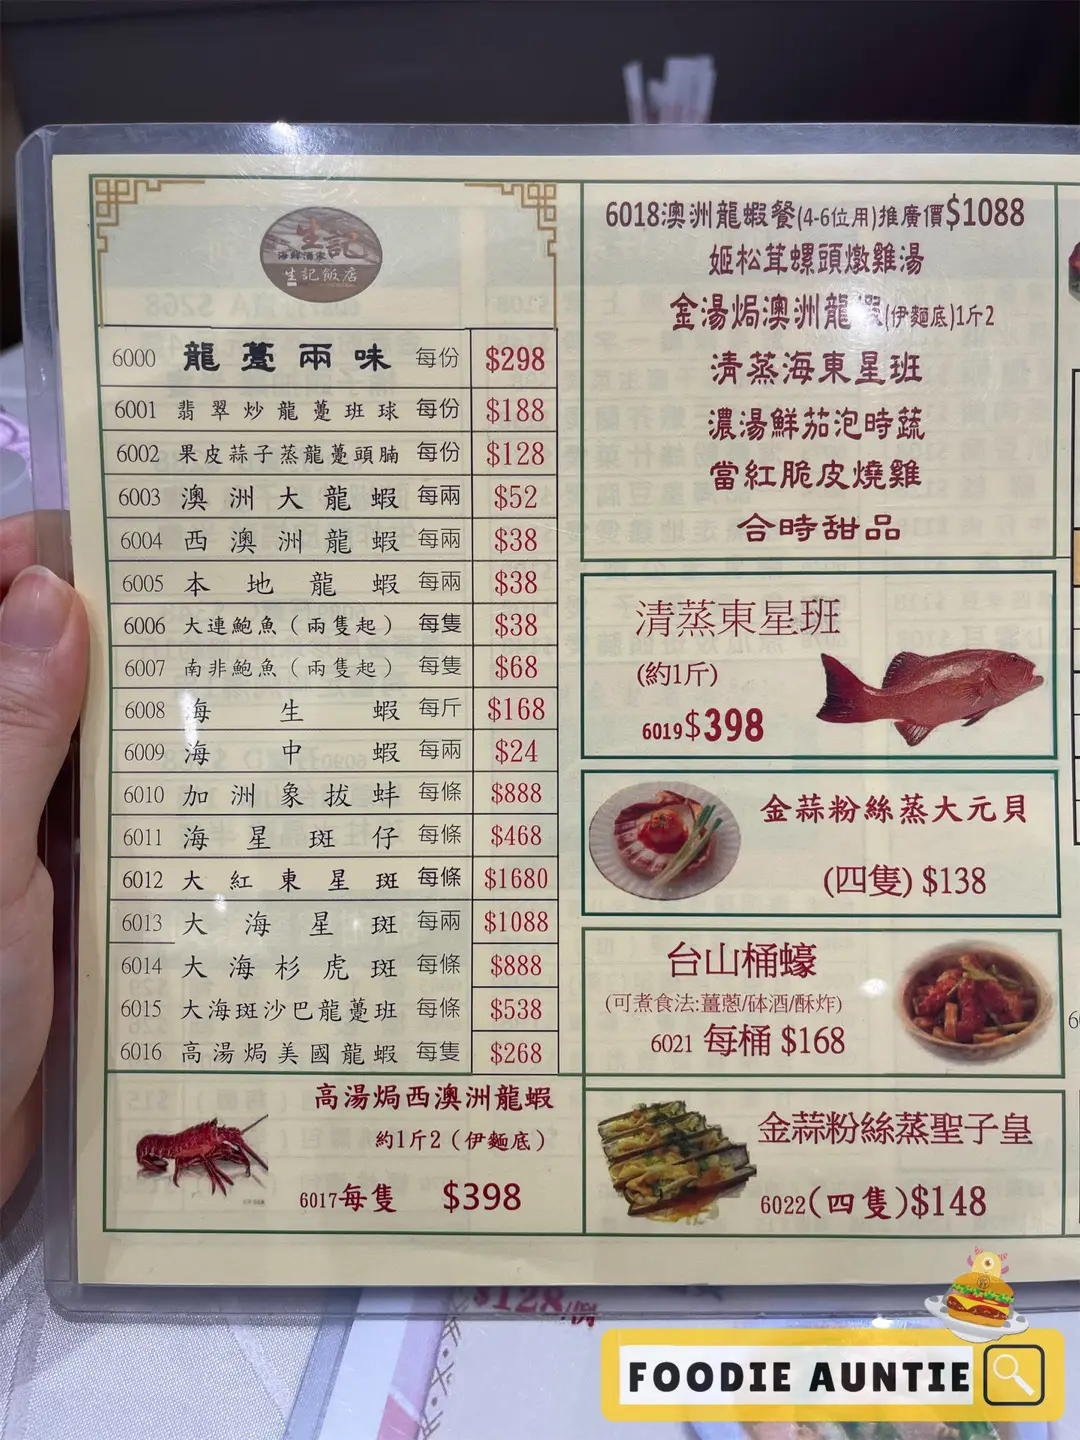 生記
海鮮酒家
生記飯店
6000 龍躉兩味 每份 $298
6001 翡翠炒龍躉班球 每份 $188
6002 果皮蒜子蒸龍躉頭腩 每份 $128
6003 澳洲大龍蝦 每兩 $52
6004 西澳洲龍蝦 每兩 $38
6005 本地龍蝦 每兩 $38
6006 大連鮑魚（兩隻起） 每隻 $38
6007 南非鮑魚（兩隻起） 每隻 $68
6008 海生蝦 每斤 $168
6009 海中蝦 每兩 $24
6010 加洲象拔蚌 每條 $888
6011 海星斑仔 每條 $468
6012 大紅東星斑 每條 $1680
6013 大海星斑 每兩 $1088
6014 大海杉虎斑 每條 $888
6015 大海斑沙巴龍躉班 每條 $538
6016 高湯焗美國龍蝦 每隻 $268
高湯焗西澳洲龍蝦
約1斤2（伊麵底）
6017每隻 $398
6018澳洲龍蝦餐(4-6位用)推廣價$1088
姬松茸螺頭燉雞湯
金湯焗澳洲龍蝦(伊麵底)1斤2
清蒸海東星班
濃湯鮮茄泡時蔬
當紅脆皮燒雞
合時甜品
清蒸東星班
(約1斤)
6019$398
金蒜粉絲蒸大元貝
(四隻) $138
台山桶蠔
(可煮食法:薑蔥/砵酒/酥炸)
6021 每桶 $168
金蒜粉絲蒸聖子皇
6022(四隻)$148
$128/例
FOODIE AUNTIE